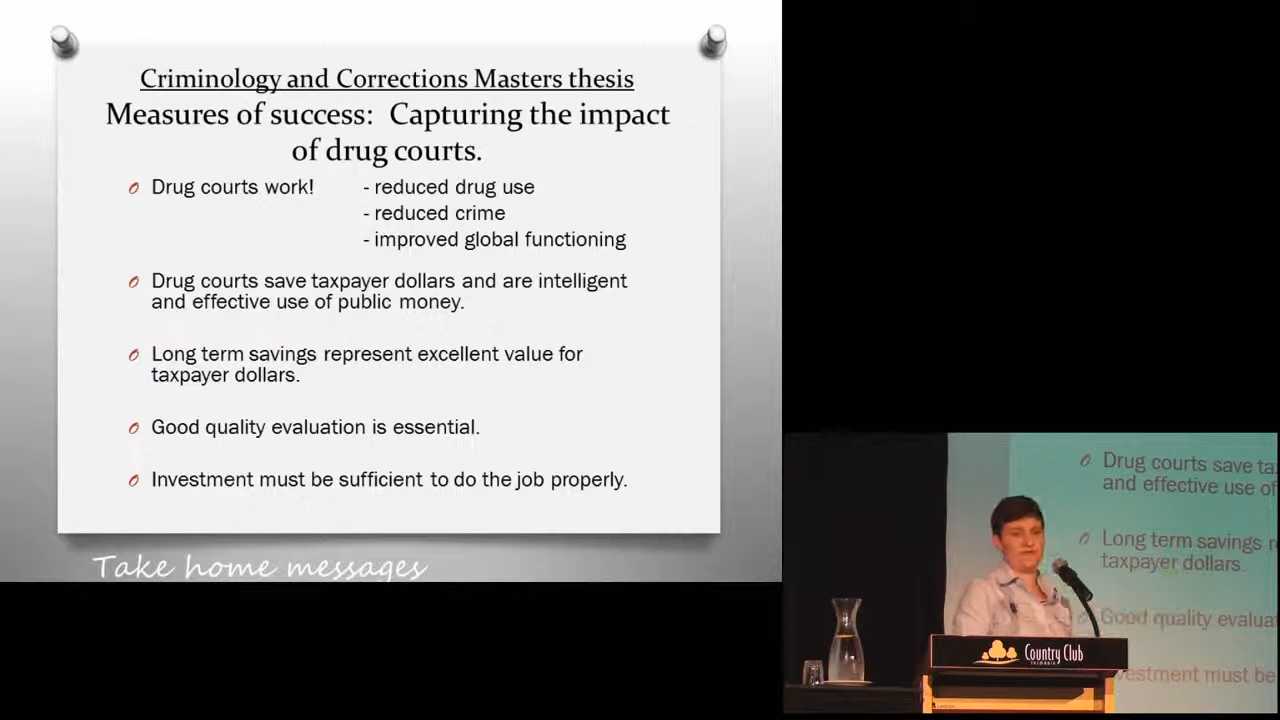 Criminology and Corrections Masters thesis
Measures of success: Capturing the impact
of drug courts.
O Drug courts work! - reduced drug use
- reduced crime
- improved global functioning
O Drug courts save taxpayer dollars and are intelligent
and effective use of public money.
O Long term savings represent excellent value for
taxpayer dollars.
O Good quality evaluation is essential.
O Investment must be sufficient to do the job properly.
Take home messages
O Drug courts save ta
and effective use of
O Long term savings r
taxpayer dollars.
Good quality evalua
vestment must be
Country Club
TASMANIA